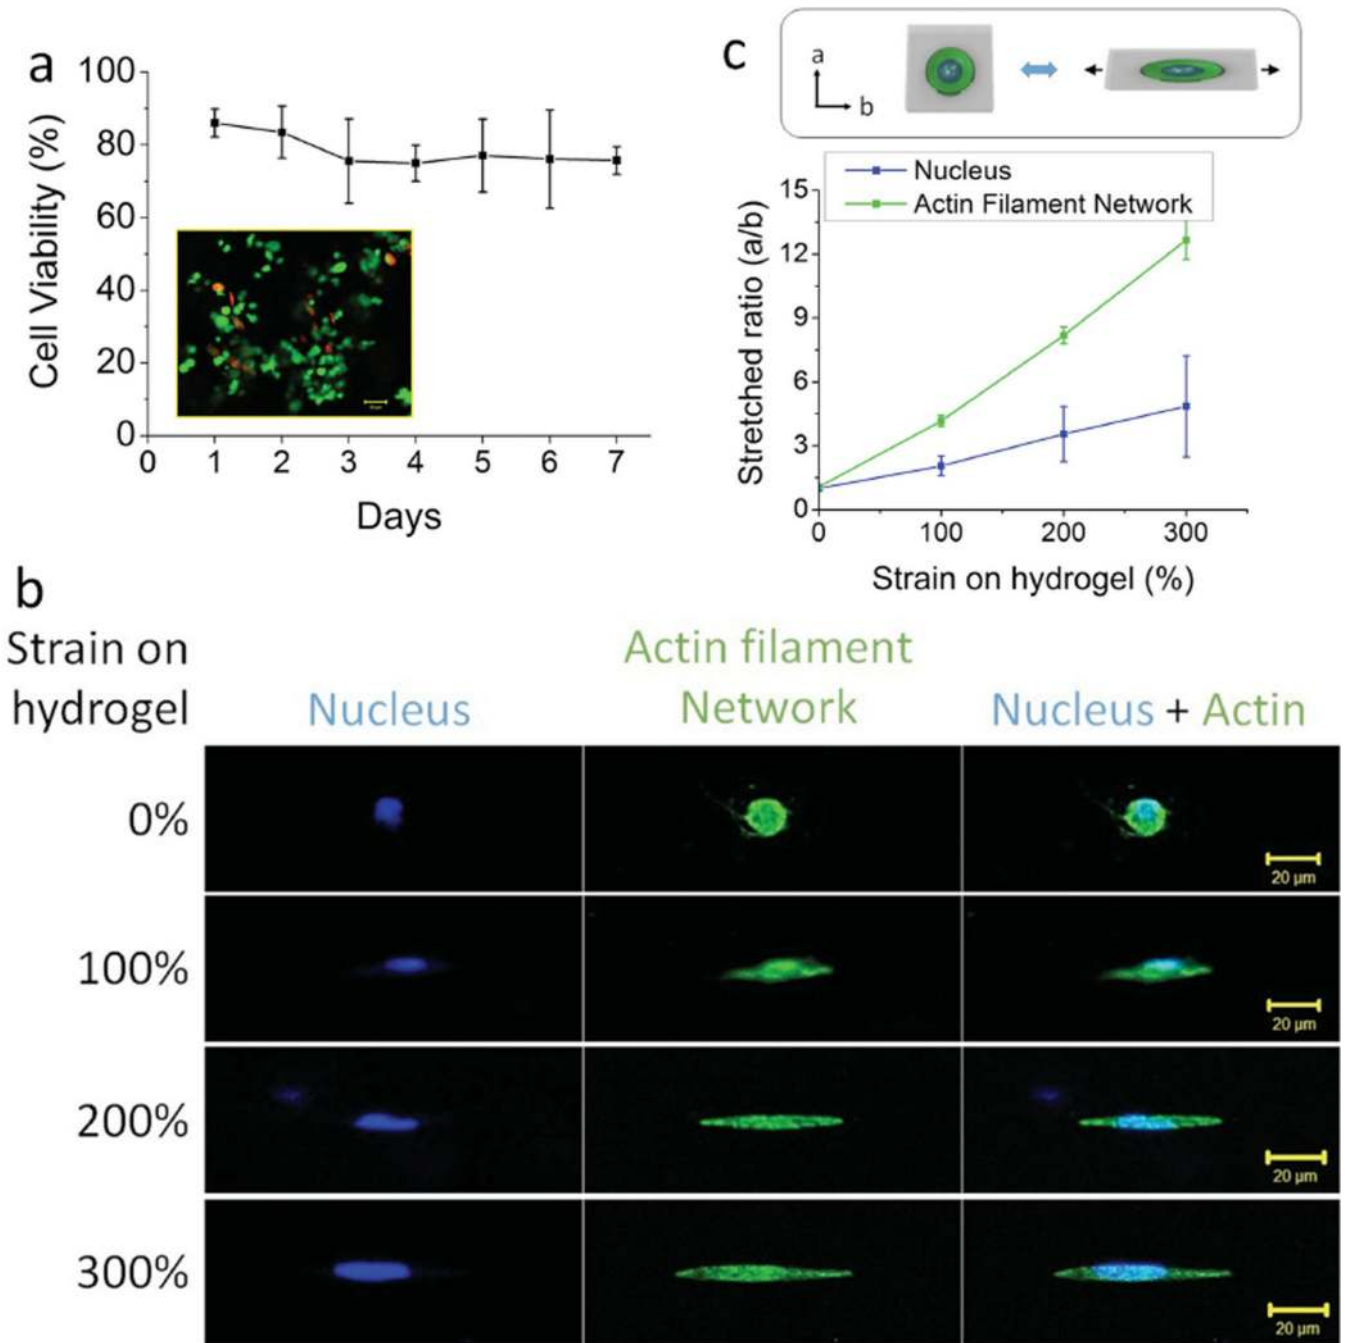 a
100
80
60
40
20
0
Cell Viability (%)
0 1 2 3 4 5 6 7
Days
c
a
b
Nucleus
Actin Filament Network
15
12
9
6
3
0
Stretched ratio (a/b)
0 100 200 300
Strain on hydrogel (%)
b
Strain on
hydrogel
Nucleus
Actin filament
Network
Nucleus + Actin
0%
20 µm
100%
20 µm
200%
20 µm
300%
20 µm